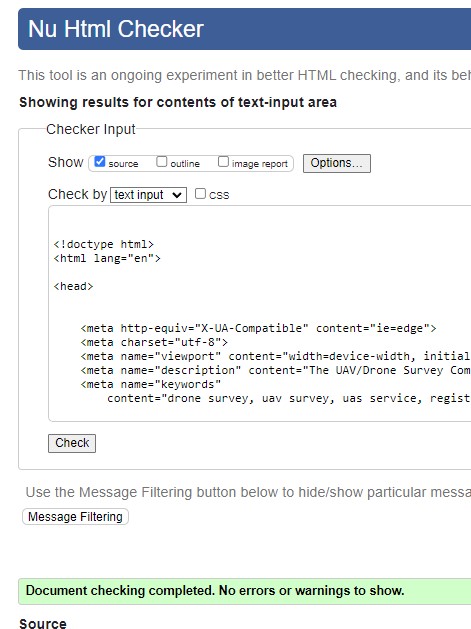 Nu Html Checker
This tool is an ongoing experiment in better HTML checking, and its beh
Showing results for contents of text-input area
Checker Input
Show source outline image report Options...
Check by text input css
<!doctype html>
<html lang="en">
<head>
<meta http-equiv="X-UA-Compatible" content="ie=edge">
<meta charset="utf-8">
<meta name="viewport" content="width=device-width, initial
<meta name="description" content="The UAV/Drone Survey Com
<meta name="keywords"
content="drone survey, uav survey, uas service, regist
Check
Use the Message Filtering button below to hide/show particular messa
Message Filtering
Document checking completed. No errors or warnings to show.
Source